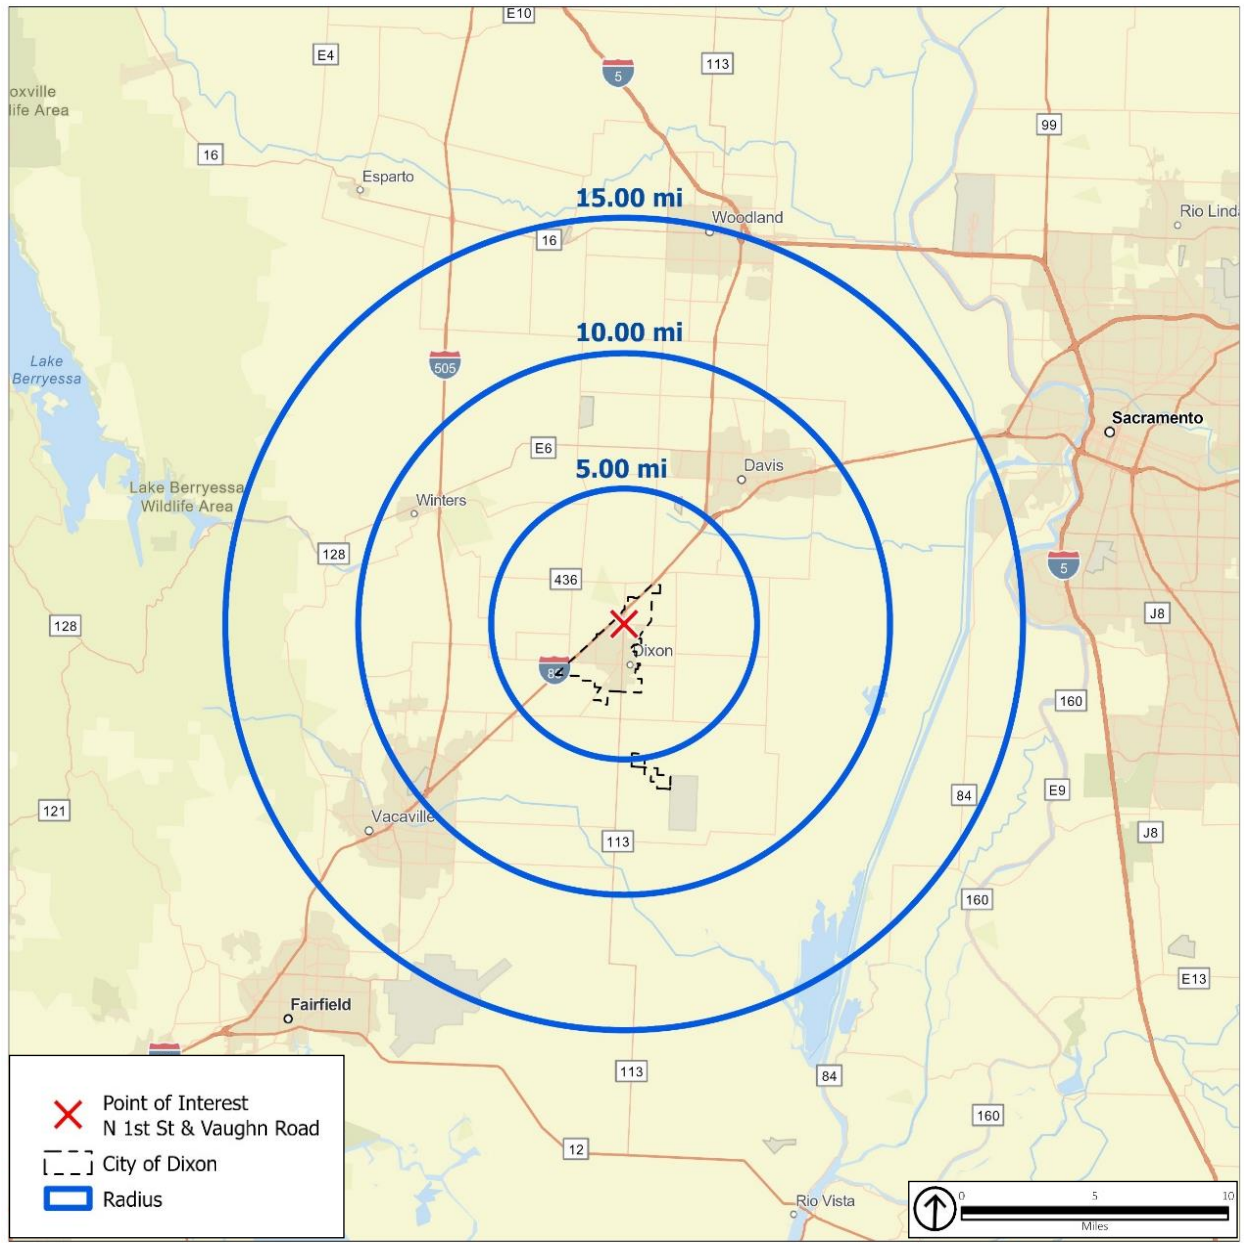 E10
E4
5
113
oxville
life Area
99
16
Esparto
15.00 mi
Woodland
Rio Linda
16
10.00 mi
Lake
Berryessa
505
Sacramento
E6
5.00 mi
Davis
Lake Berryessa
Wildlife Area
Winters
128
436
5
128
J8
Dixon
160
84
E9
121
Vacaville
113
J8
160
E13
Fairfield
113
84
160
12
Rio Vista
Point of Interest
N 1st St & Vaughn Road
City of Dixon
Radius
0 5 10
Miles